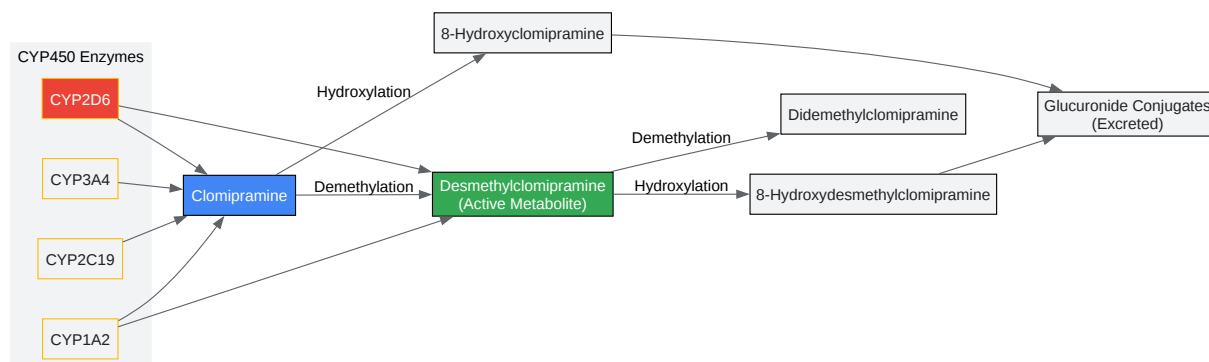 CYP450 Enzymes
CYP2D6
CYP3A4
CYP2C19
CYP1A2
Clomipramine
Hydroxylation
Demethylation
8-Hydroxyclomipramine
Desmethylclomipramine
(Active Metabolite)
Demethylation
Hydroxylation
Didemethylclomipramine
8-Hydroxydesmethylclomipramine
Glucuronide Conjugates
(Excreted)